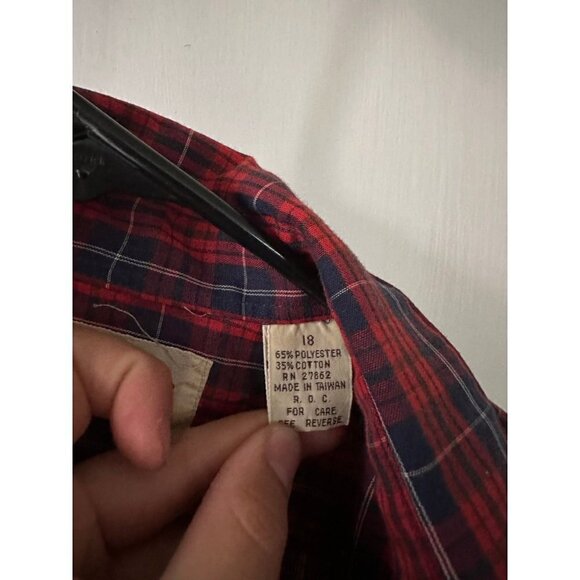 18
65% POLYESTER
35% COTTON
RN 27862
MADE IN TAIWAN
R. O. C
FOR CARE
SEE REVERSE